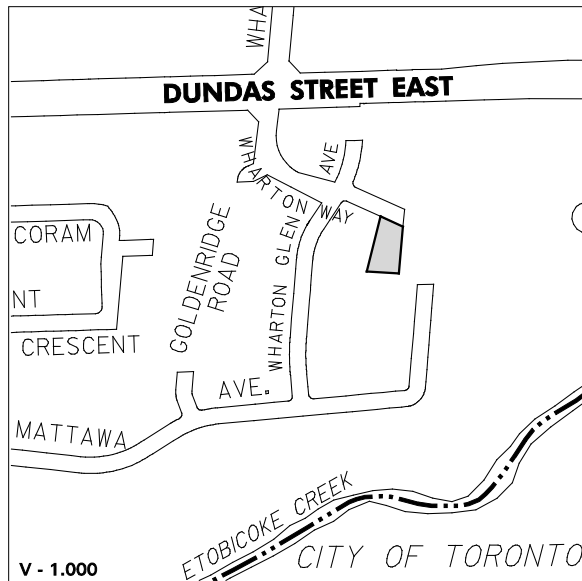 WHA
DUNDAS STREET EAST
WHARTON WAY
AVE
CORAM
GOLDENRIDGE
ROAD
WHARTON GLEN
NT
CRESCENT
AVE.
MATTAWA
ETOBICOKE CREEK
CITY OF TORONTO
V - 1.000